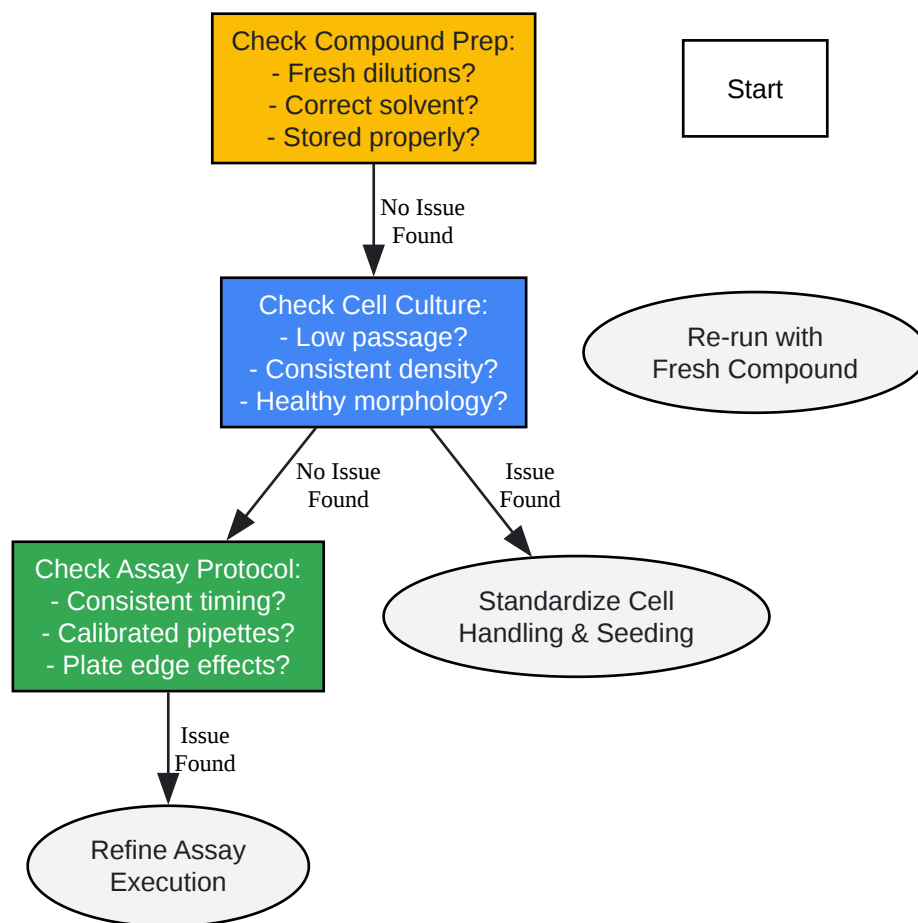 Check Compound Prep:
- Fresh dilutions?
- Correct solvent?
- Stored properly?
Start
No Issue
Found
Check Cell Culture:
- Low passage?
- Consistent density?
- Healthy morphology?
Re-run with
Fresh Compound
No Issue
Found
Issue
Found
Check Assay Protocol:
- Consistent timing?
- Calibrated pipettes?
- Plate edge effects?
Standardize Cell
Handling & Seeding
Issue
Found
Refine Assay
Execution